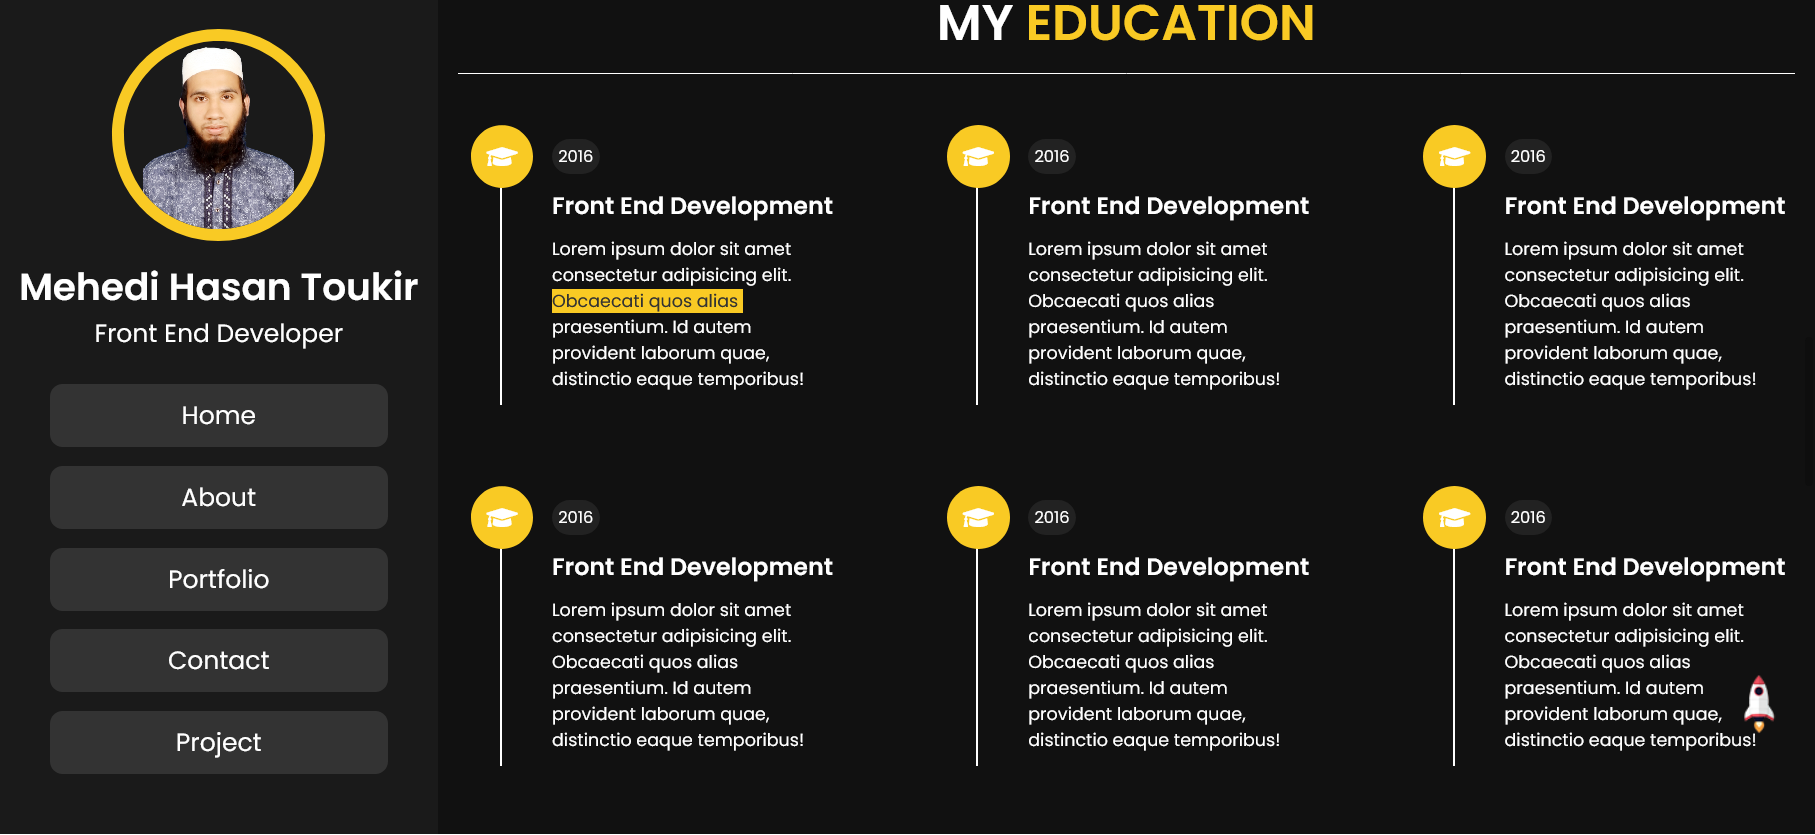 Mehedi Hasan Toukir
Front End Developer
Home
About
Portfolio
Contact
Project
MY EDUCATION
2016
Front End Development
Lorem ipsum dolor sit amet
consectetur adipisicing elit.
Obcaecati quos alias
praesentium. Id autem
provident laborum quae,
distinctio eaque temporibus!
2016
Front End Development
Lorem ipsum dolor sit amet
consectetur adipisicing elit.
Obcaecati quos alias
praesentium. Id autem
provident laborum quae,
distinctio eaque temporibus!
2016
Front End Development
Lorem ipsum dolor sit amet
consectetur adipisicing elit.
Obcaecati quos alias
praesentium. Id autem
provident laborum quae,
distinctio eaque temporibus!
2016
Front End Development
Lorem ipsum dolor sit amet
consectetur adipisicing elit.
Obcaecati quos alias
praesentium. Id autem
provident laborum quae,
distinctio eaque temporibus!
2016
Front End Development
Lorem ipsum dolor sit amet
consectetur adipisicing elit.
Obcaecati quos alias
praesentium. Id autem
provident laborum quae,
distinctio eaque temporibus!
2016
Front End Development
Lorem ipsum dolor sit amet
consectetur adipisicing elit.
Obcaecati quos alias
praesentium. Id autem
provident laborum quae,
distinctio eaque temporibus!